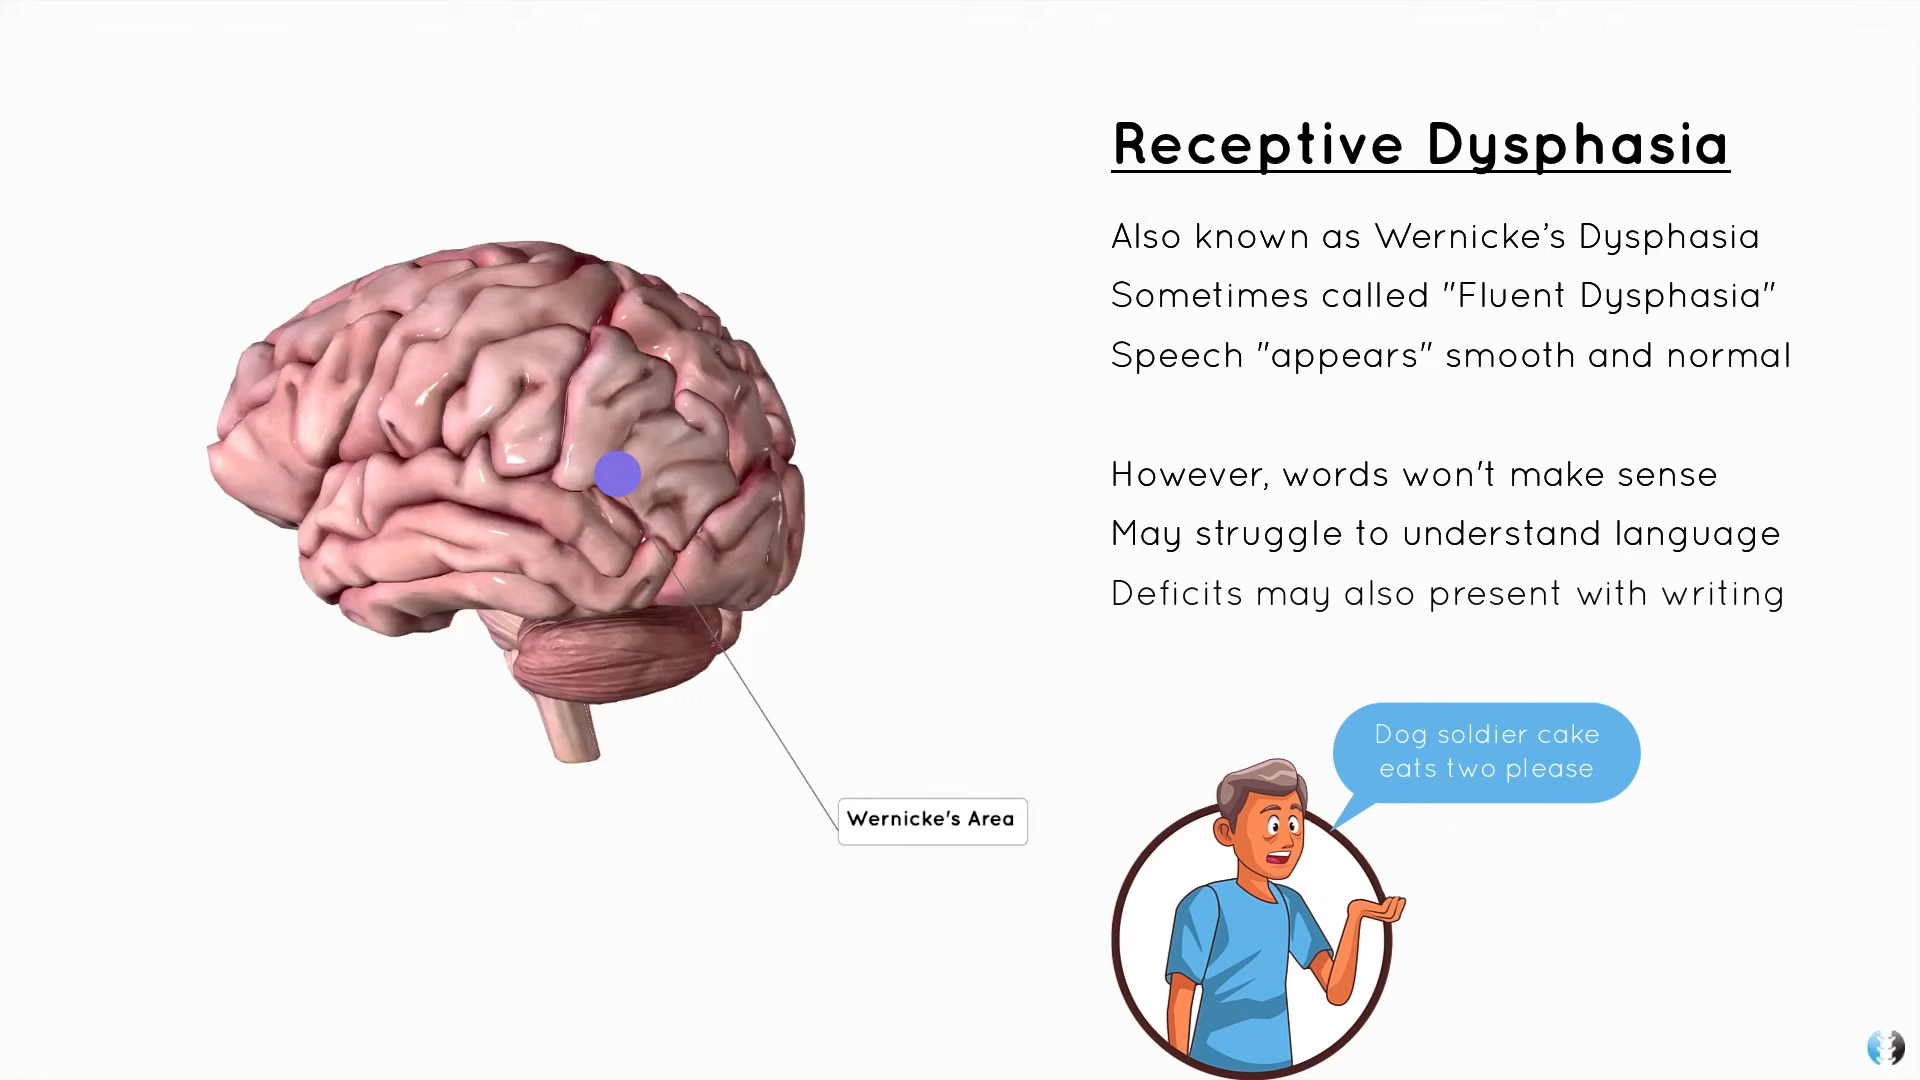 Receptive Dysphasia
Also known as Wernicke’s Dysphasia
Sometimes called "Fluent Dysphasia"
Speech "appears" smooth and normal
However, words won't make sense
May struggle to understand language
Deficits may also present with writing
Dog soldier cake
eats two please
Wernicke's Area